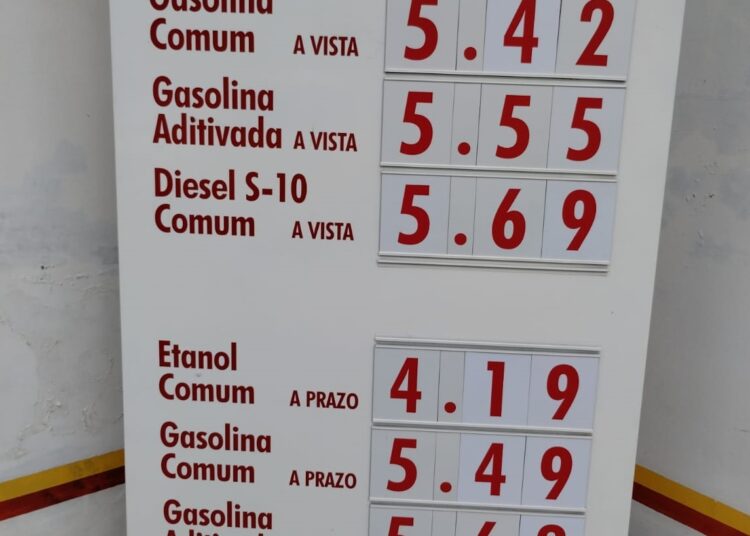 Gasolina
Comum A VISTA 5.42
Gasolina
Aditivada A VISTA 5.55
Diesel S-10
Comum A VISTA 5.69
Etanol
Comum A PRAZO 4.19
Gasolina
Comum A PRAZO 5.49
Gasolina